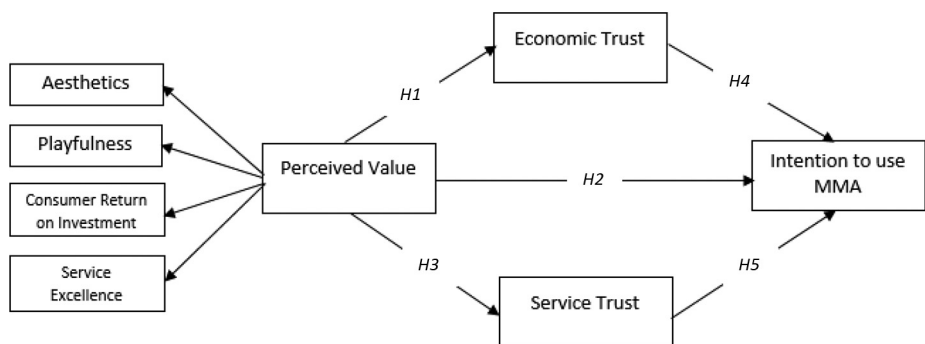 Aesthetics
Playfulness
Consumer Return
on Investment
Service
Excellence
Perceived Value
H1
H2
H3
Economic Trust
Service Trust
H4
H5
Intention to use
MMA